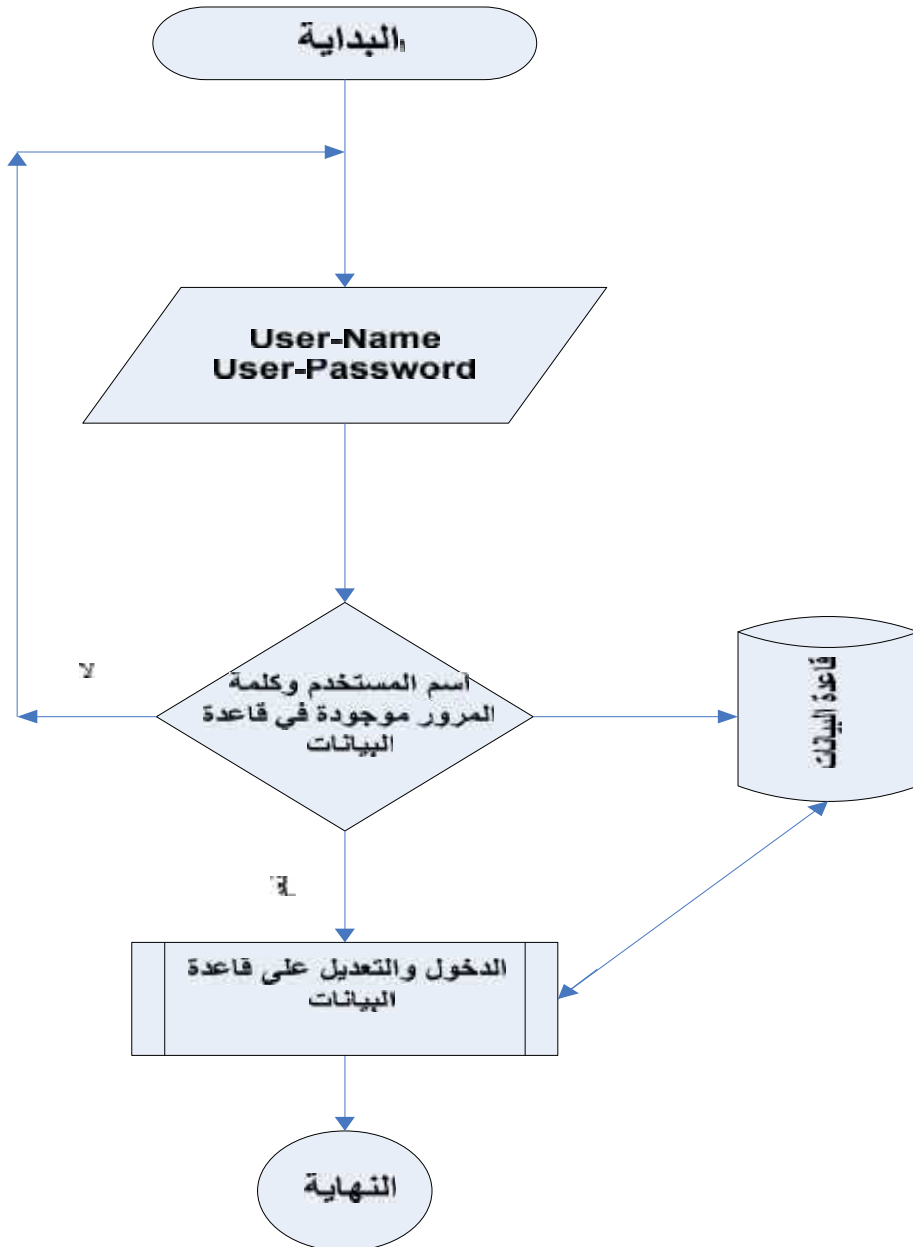 البداية
User-Name
User-Password
اسم المستخدم وكلمة
المرور موجودة في قاعدة
البيانات
لا
قاعدة البيانات
الدخول والتعديل على قاعدة
البيانات
النهاية